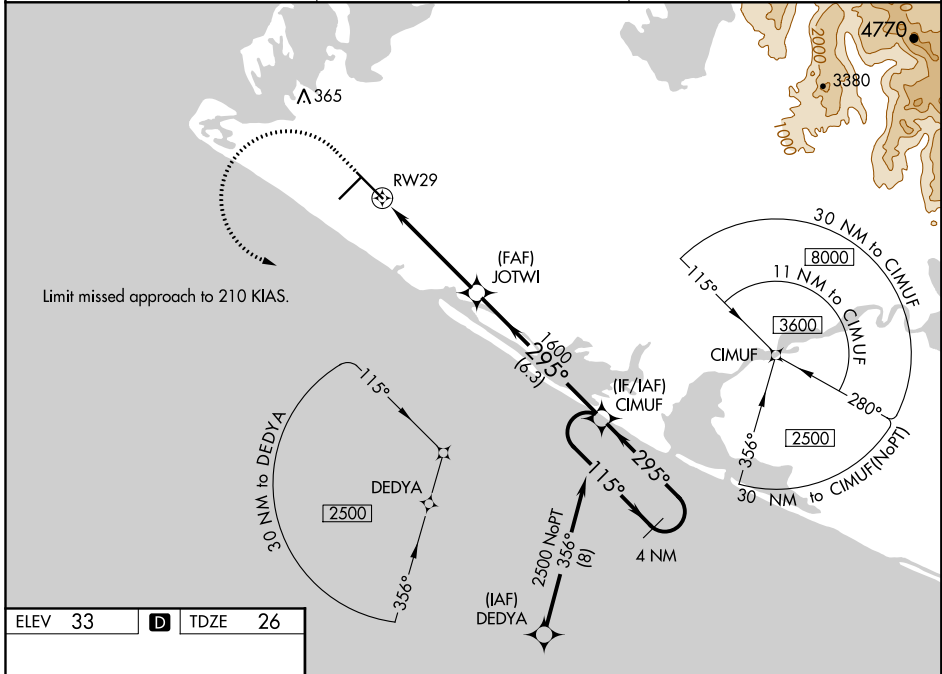 4770
2000
3380
1000
365
RW29
(FAF)
JOTWI
Limit missed approach to 210 KIAS.
1600
295°
(6.3)
(IF/IAF)
CIMUF
295°
115°
4 NM
2500 NoPT
356°
(8)
(IAF)
DEDYA
30 NM to CIMUF
8000
115°
11 NM to CIMUF
3600
CIMUF
280°
2500
356°
30 NM to CIMUF(NoPT)
115°
30 NM to DEDYA
DEDYA
2500
356°
ELEV 33 D TDZE 26